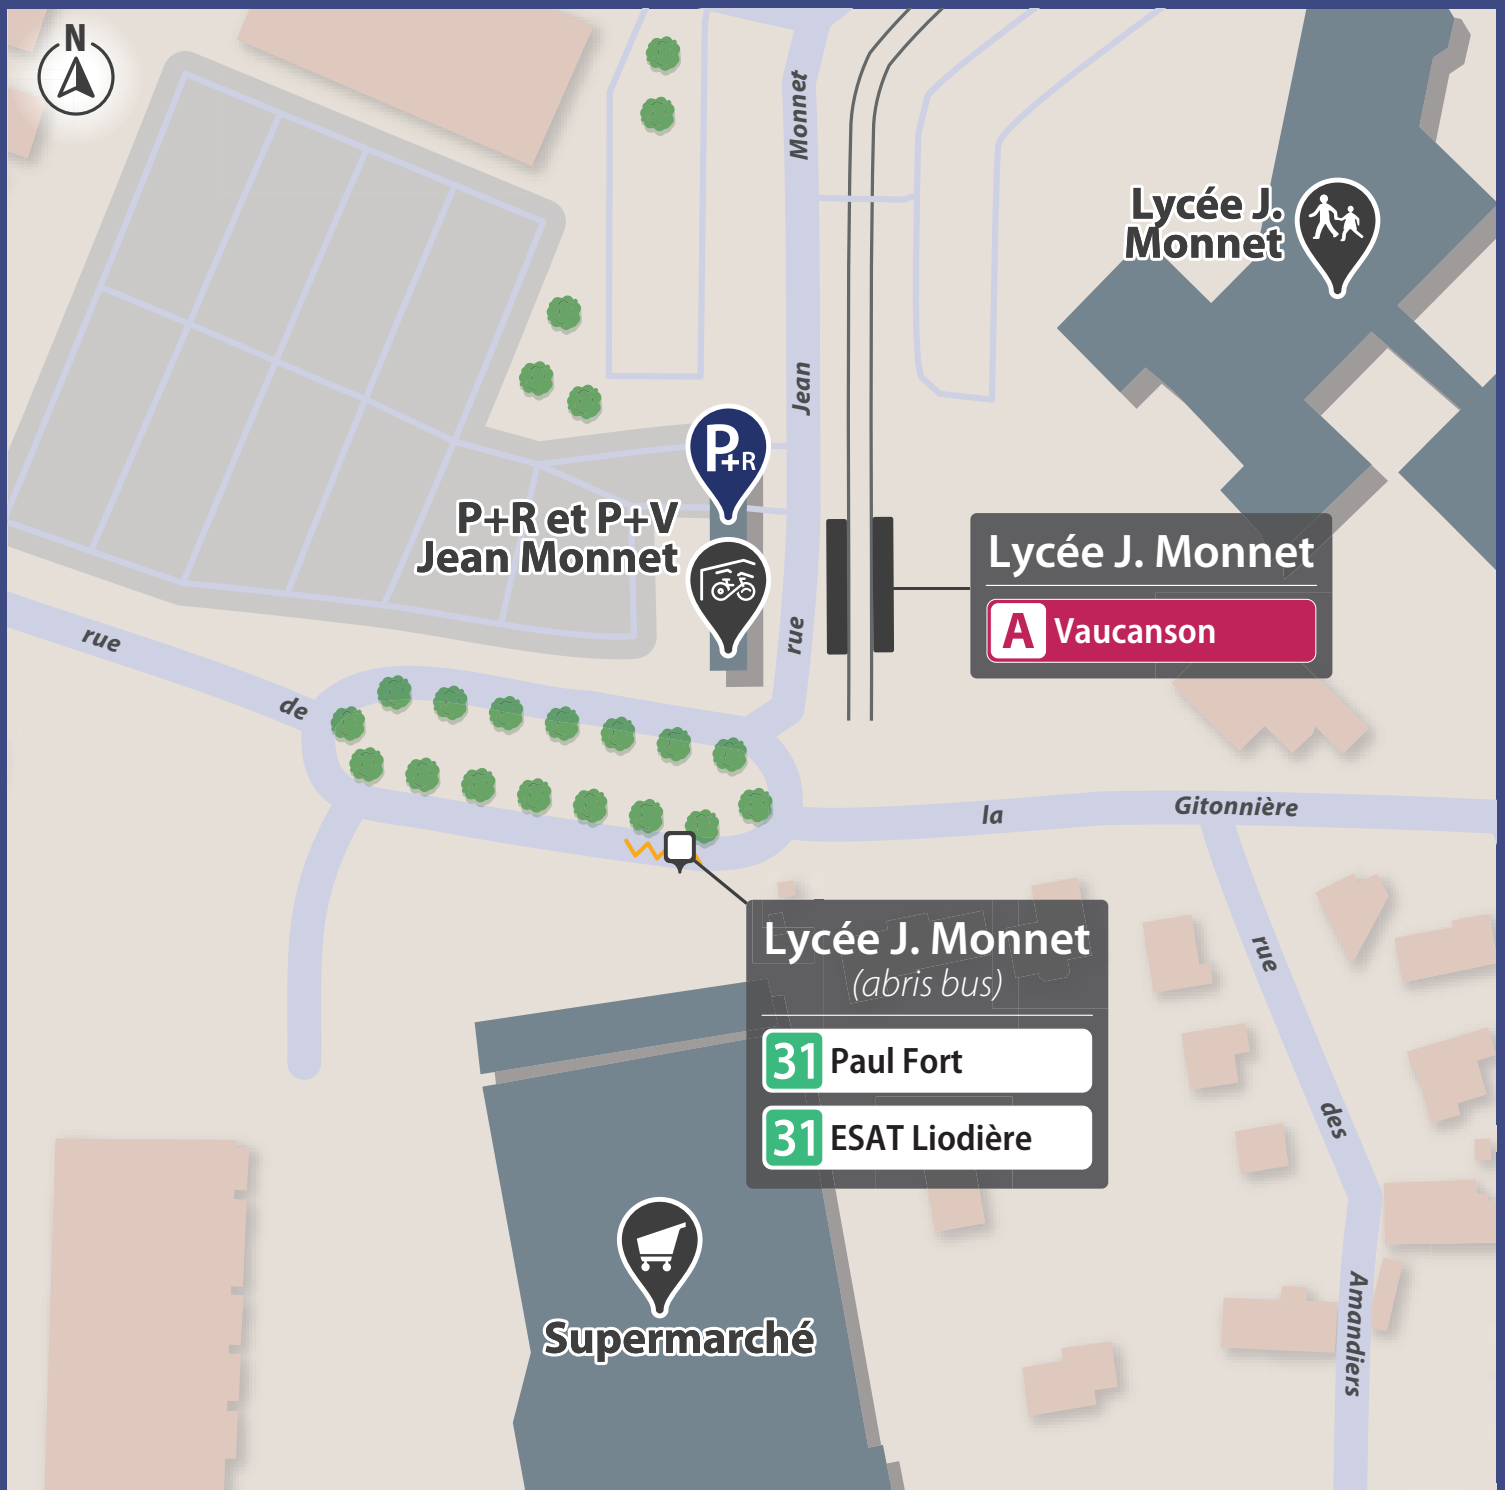 N
Monnet
Lycée J.
Monnet
Jean
P+R
P+R et P+V
Jean Monnet
Lycée J. Monnet
A Vaucanson
rue
rue
de
la
Gitonnière
Lycée J. Monnet
(abris bus)
31 Paul Fort
31 ESAT Liodière
rue
des
Amandiers
Supermarché